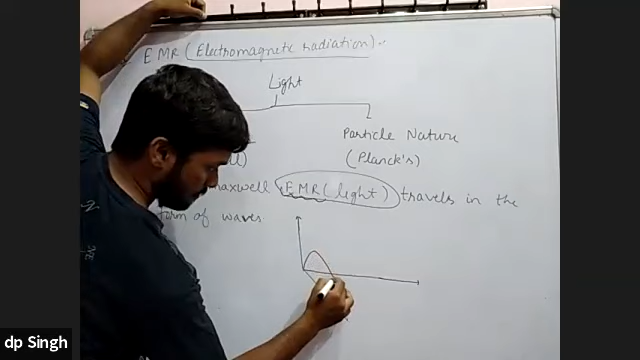 EMR (Electromagnetic radiation) :-
Light
Particle Nature
(Planck's)
maxwell EMR (light) travels in the
form of waves
dp Singh